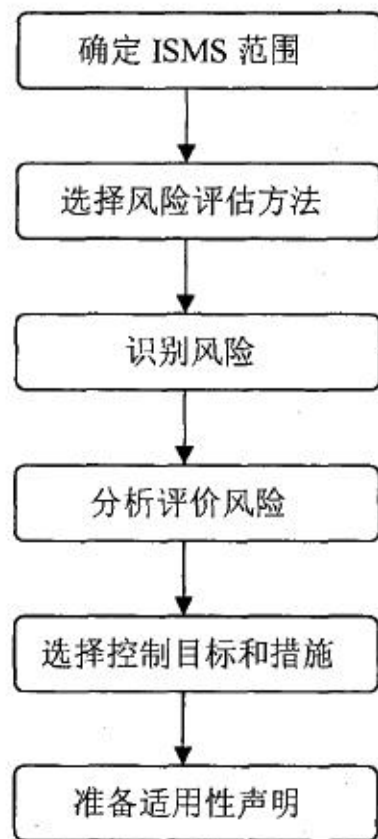 确定 ISMS 范围
选择风险评估方法
识别风险
分析评价风险
选择控制目标和措施
准备适用性声明